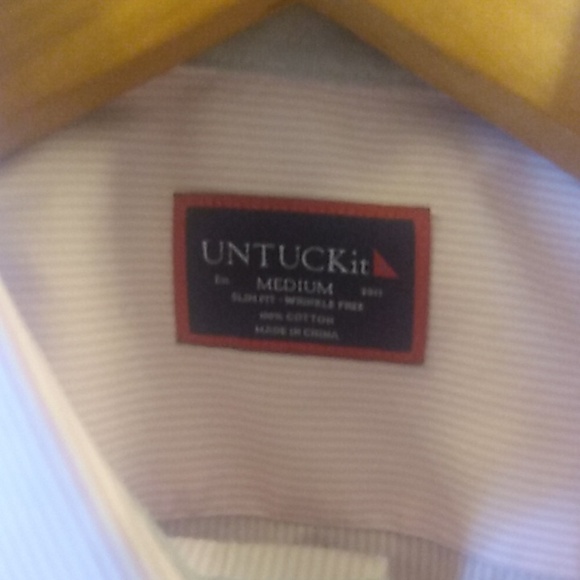 UNTUCKit
MEDIUM
SLIM FIT - WRINKLE FREE
100% COTTON
MADE IN CHINA